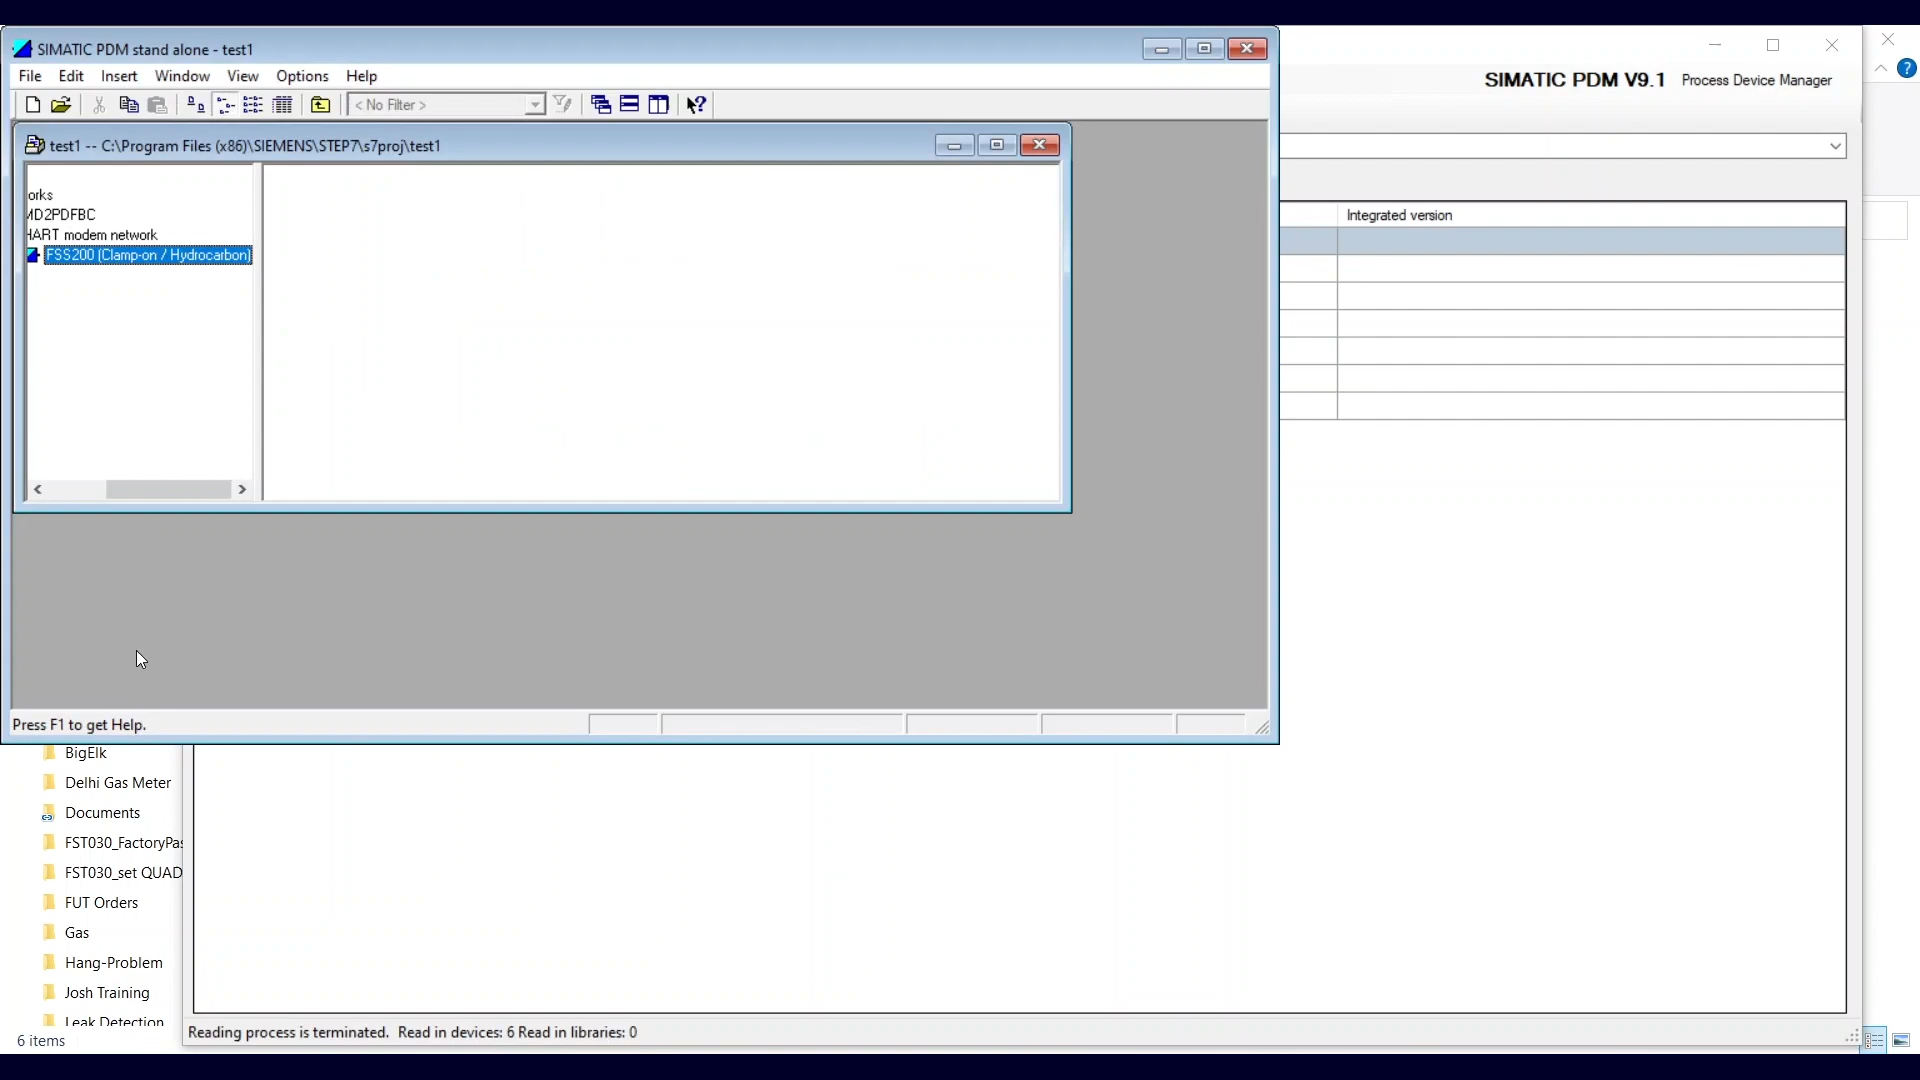 SIMATIC PDM stand alone - test1
File Edit Insert Window View Options Help
< No Filter >
test1 -- C:\Program Files (x86)\SIEMENS\STEP7\s7proj\test1
orks
MD2PDFBC
HART modem network
FSS200 (Clamp-on / Hydrocarbon)
Press F1 to get Help.
SIMATIC PDM V9.1 Process Device Manager
Integrated version
BigElk
Delhi Gas Meter
Documents
FST030_FactoryPas
FST030_set QUAD
FUT Orders
Gas
Hang-Problem
Josh Training
Leak Detection
6 items
Reading process is terminated. Read in devices: 6 Read in libraries: 0